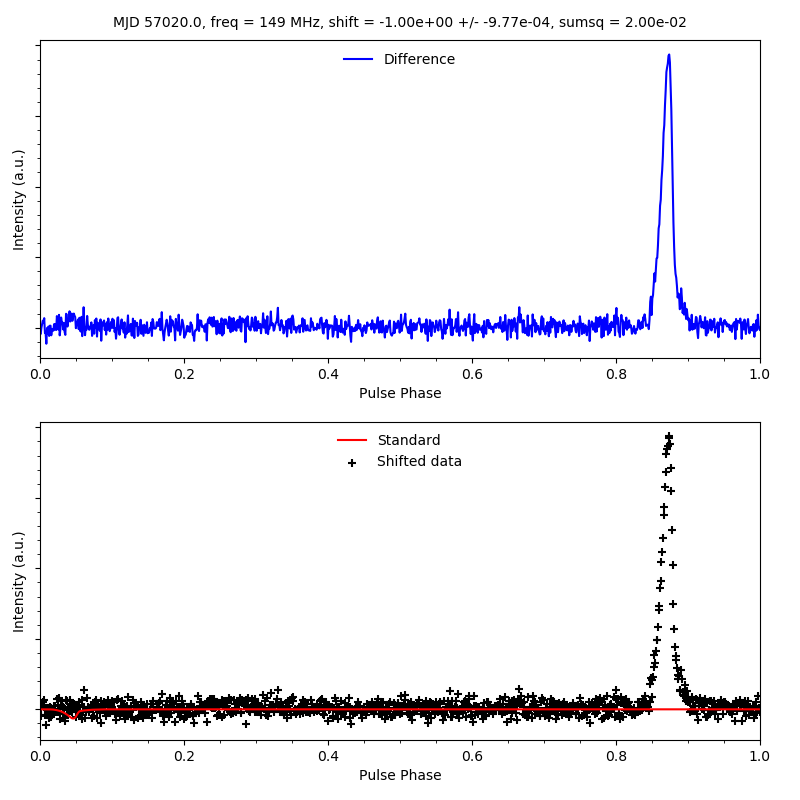 MJD 57020.0, freq = 149 MHz, shift = -1.00e+00 +/- -9.77e-04, sumsq = 2.00e-02
Difference
Intensity (a.u.)
0.0 0.2 0.4 0.6 0.8 1.0
Pulse Phase
Standard
Shifted data
Intensity (a.u.)
0.0 0.2 0.4 0.6 0.8 1.0
Pulse Phase